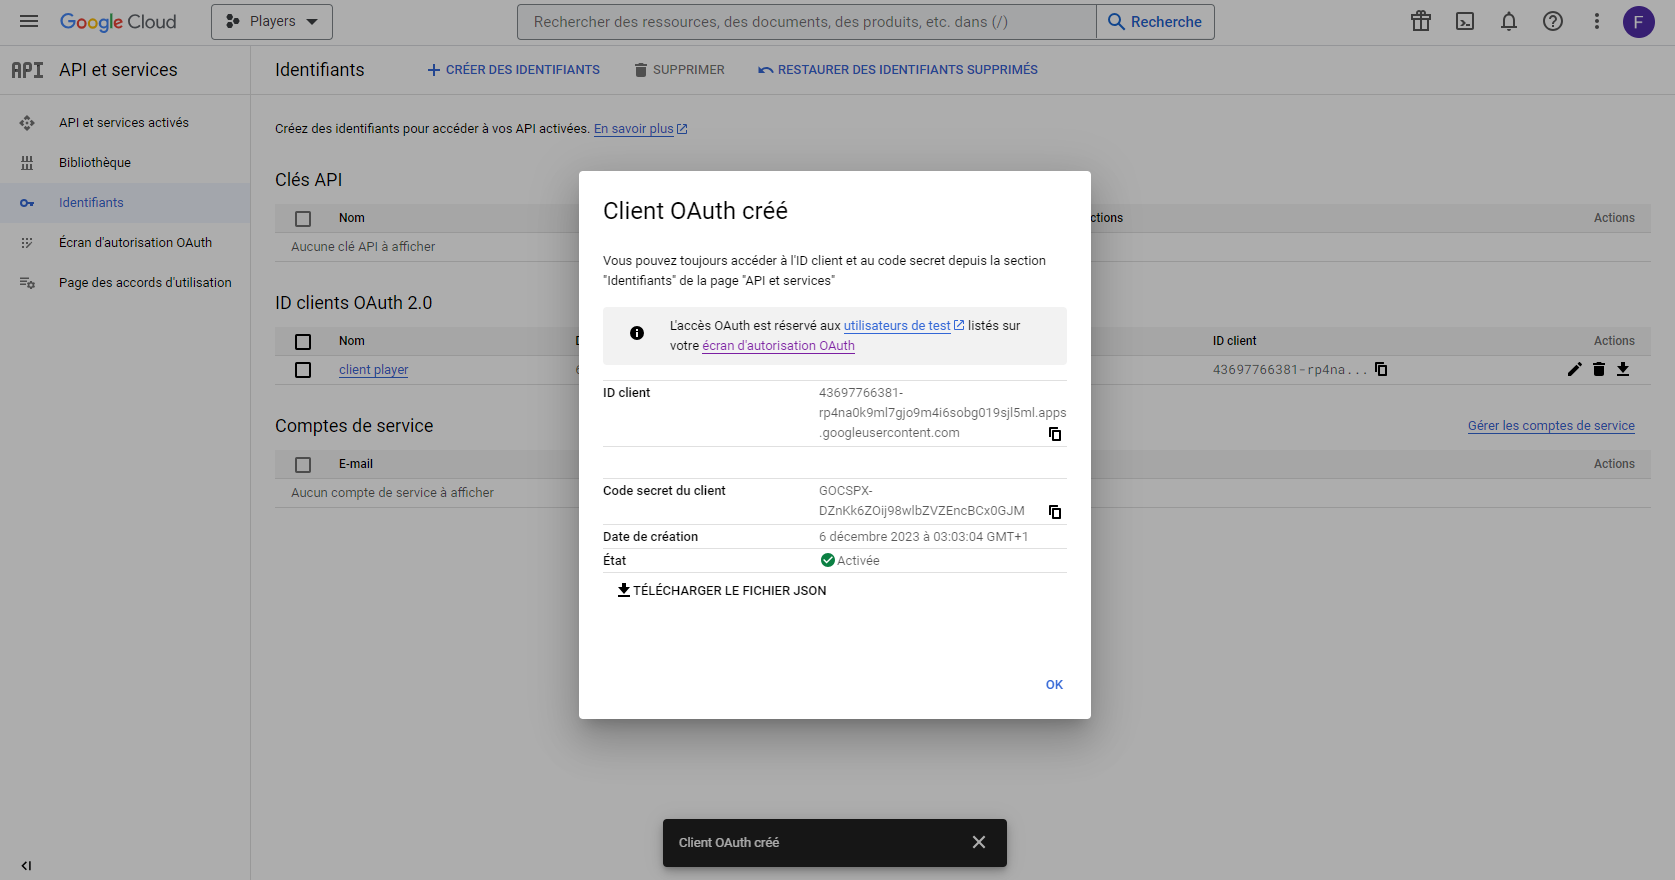 Google Cloud
Players
Rechercher des ressources, des documents, des produits, etc. dans (/)
Recherche
F
API
API et services
Identifiants
CRÉER DES IDENTIFIANTS
SUPPRIMER
RESTAURER DES IDENTIFIANTS SUPPRIMÉS
API et services activés
Bibliothèque
Identifiants
Écran d'autorisation OAuth
Page des accords d'utilisation
Créez des identifiants pour accéder à vos API activées. En savoir plus
Clés API
Nom
ctions
Actions
Aucune clé API à afficher
ID clients OAuth 2.0
Nom
ID client
Actions
client player
43697766381-rp4na...
Comptes de service
Gérer les comptes de service
E-mail
Actions
Aucun compte de service à afficher
Client OAuth créé
Vous pouvez toujours accéder à l'ID client et au code secret depuis la section
"Identifiants" de la page "API et services"
L'accès OAuth est réservé aux utilisateurs de test listés sur
votre écran d'autorisation OAuth
ID client
43697766381-
rp4na0k9ml7gjo9m4i6sobg019sjl5ml.apps
.googleusercontent.com
Code secret du client
GOCSPX-
DZnKk6ZOij98wlbZVZEncBCx0GJM
Date de création
6 décembre 2023 à 03:03:04 GMT+1
État
Activée
TÉLÉCHARGER LE FICHIER JSON
OK
Client OAuth créé